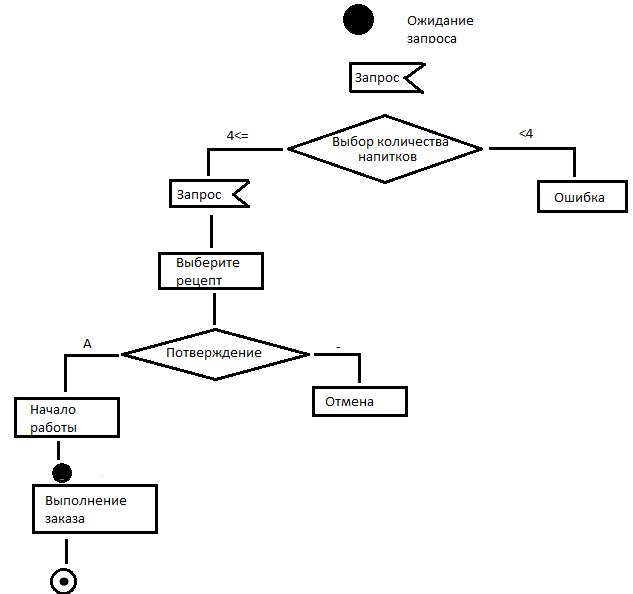 Ожидание
запроса
Запрос
4<=
<4
Выбор количества
напитков
Запрос
Ошибка
Выберите
рецепт
А
Потверждение
-
Отмена
Начало
работы
Выполнение
заказа